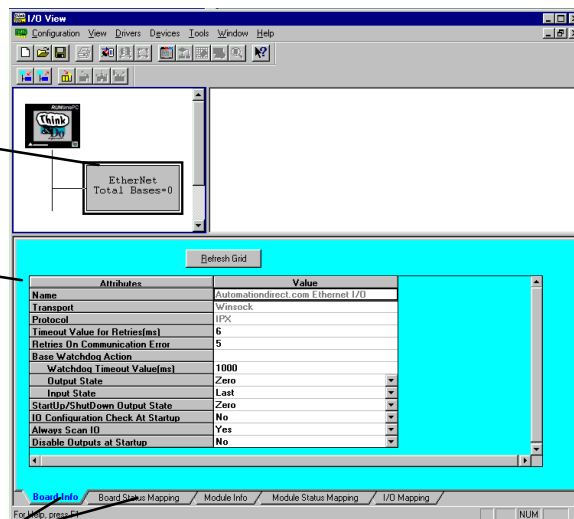 I/O View
Configuration View Drivers Devices Tools Window Help
RUNtimePC
Think
& Do
EtherNet
Total Bases=0
Refresh Grid
Attributes Value
Name Automationdirect.com Ethernet I/O
Transport Winsock
Protocol IPX
Timeout Value for Retries(ms) 6
Retries On Communication Error 5
Base Watchdog Action
Watchdog Timeout Value(ms) 1000
Output State Zero
Input State Last
StartUp/ShutDown Output State Zero
IO Configuration Check At Startup No
Always Scan IO Yes
Disable Outputs at Startup No
Board Info Board Status Mapping Module Info Module Status Mapping I/O Mapping
For Help, press F1 NUM